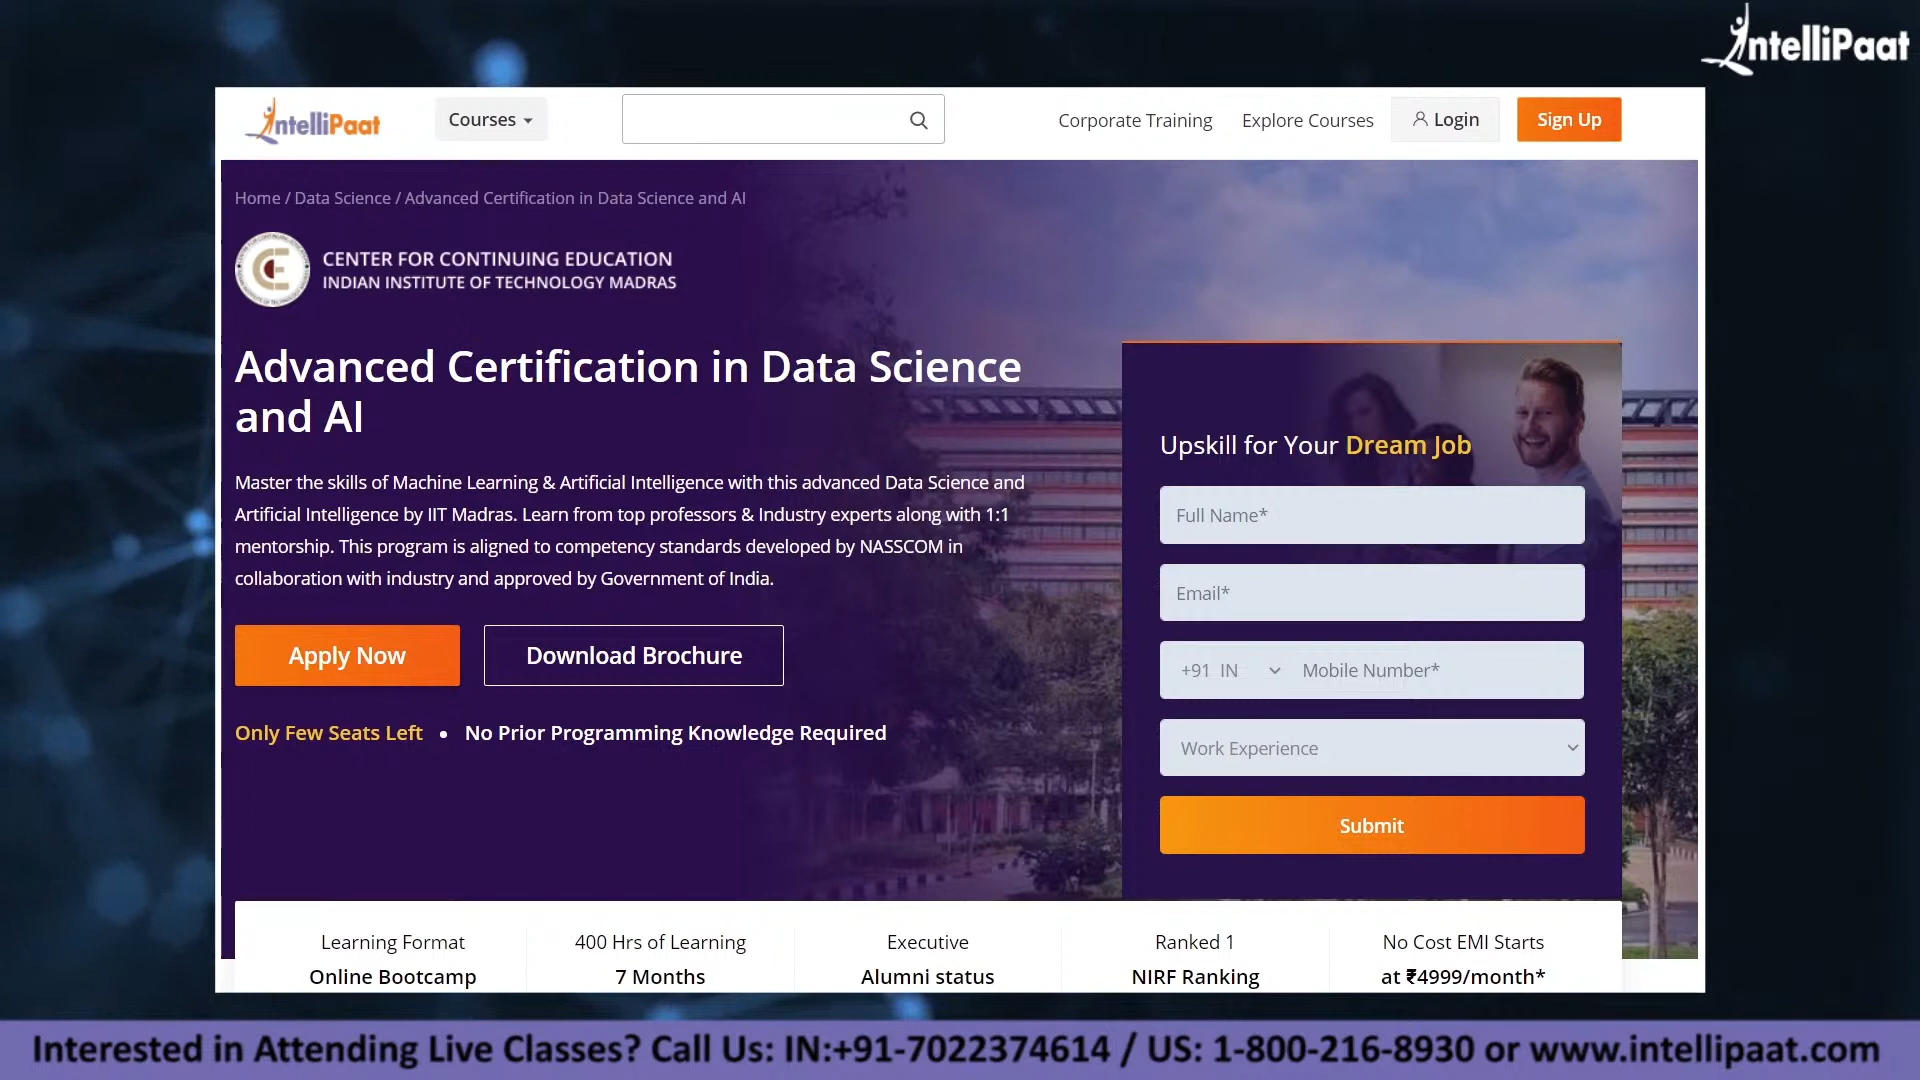 IntelliPaat
IntelliPaat
Courses
Corporate Training
Explore Courses
Login
Sign Up
Home / Data Science / Advanced Certification in Data Science and AI
CENTER FOR CONTINUING EDUCATION
INDIAN INSTITUTE OF TECHNOLOGY MADRAS
Advanced Certification in Data Science
and AI
Master the skills of Machine Learning & Artificial Intelligence with this advanced Data Science and
Artificial Intelligence by IIT Madras. Learn from top professors & Industry experts along with 1:1
mentorship. This program is aligned to competency standards developed by NASSCOM in
collaboration with industry and approved by Government of India.
Apply Now
Download Brochure
Only Few Seats Left • No Prior Programming Knowledge Required
Upskill for Your Dream Job
Full Name*
Email*
+91 IN
Mobile Number*
Work Experience
Submit
Learning Format
Online Bootcamp
400 Hrs of Learning
7 Months
Executive
Alumni status
Ranked 1
NIRF Ranking
No Cost EMI Starts
at ₹4999/month*
Interested in Attending Live Classes? Call Us: IN:+91-7022374614 / US: 1-800-216-8930 or www.intellipaat.com